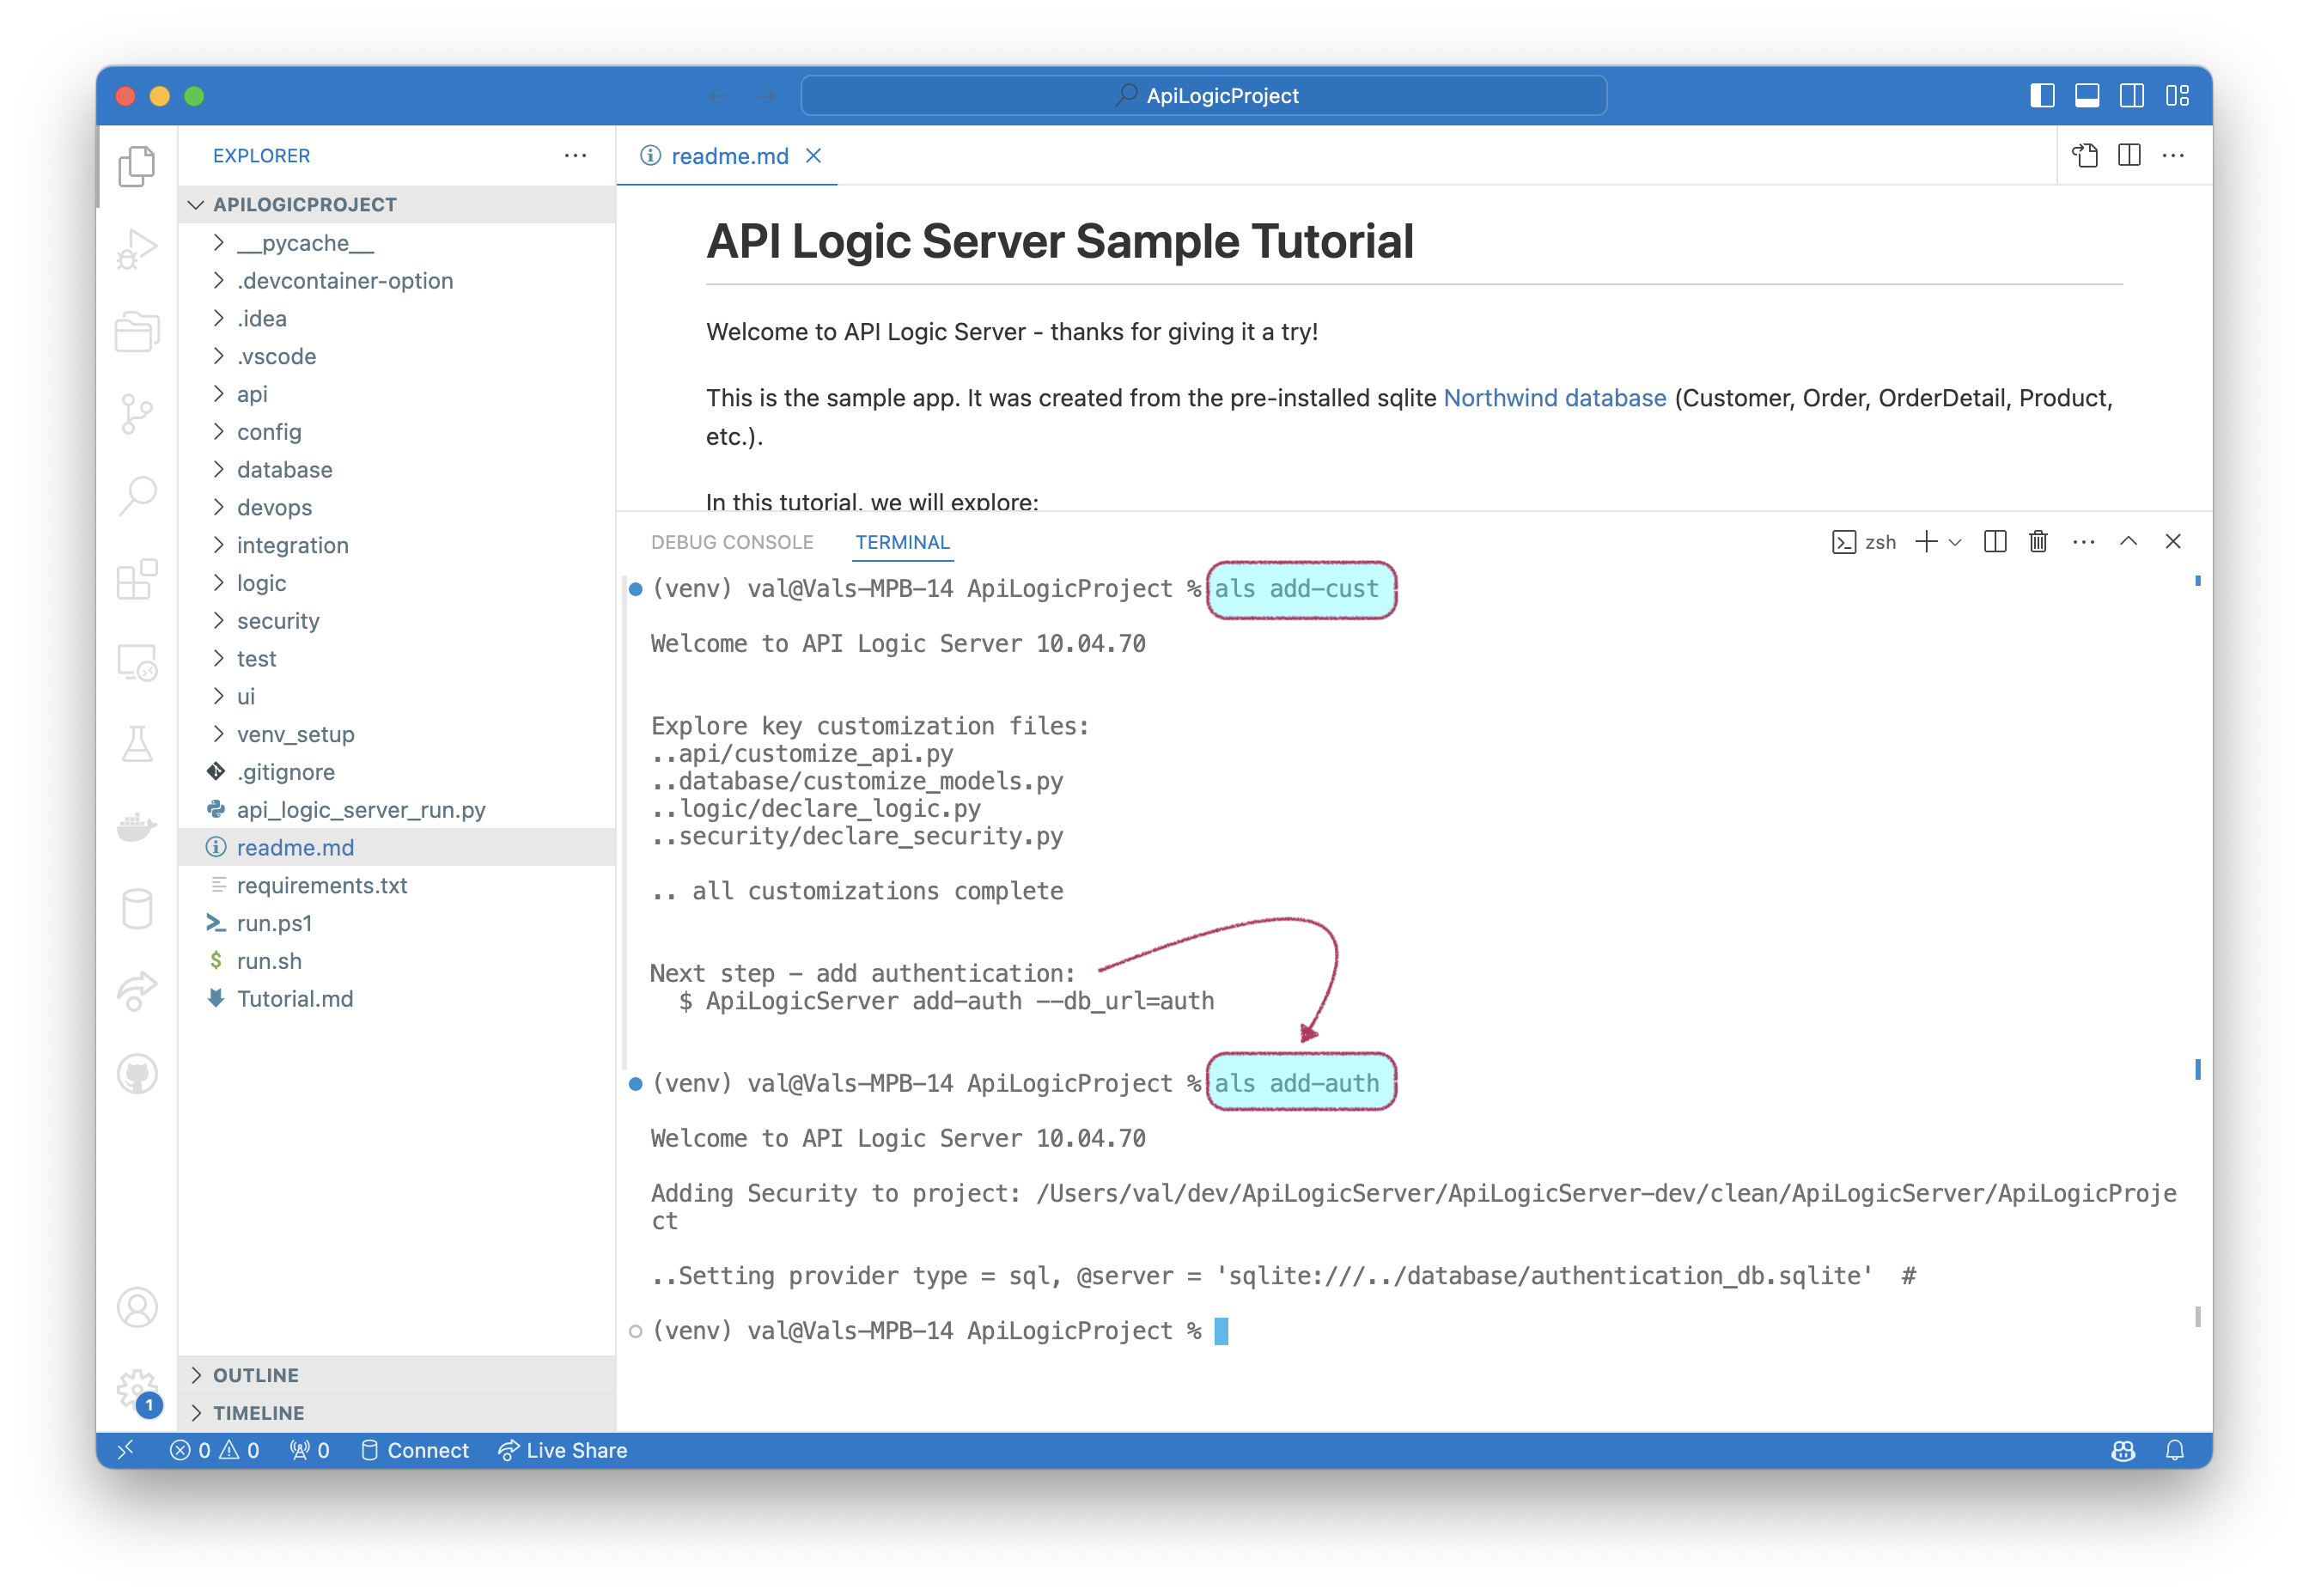 ApiLogicProject
EXPLORER
readme.md
APILOGICPROJECT
__pycache__
.devcontainer-option
.idea
.vscode
api
config
database
devops
integration
logic
security
test
ui
venv_setup
.gitignore
api_logic_server_run.py
readme.md
requirements.txt
run.ps1
run.sh
Tutorial.md
OUTLINE
TIMELINE
API Logic Server Sample Tutorial
Welcome to API Logic Server - thanks for giving it a try!
This is the sample app. It was created from the pre-installed sqlite Northwind database (Customer, Order, OrderDetail, Product,
etc.).
In this tutorial, we will explore:
DEBUG CONSOLE
TERMINAL
zsh
(venv) val@Vals-MPB-14 ApiLogicProject % als add-cust
Welcome to API Logic Server 10.04.70
Explore key customization files:
..api/customize_api.py
..database/customize_models.py
..logic/declare_logic.py
..security/declare_security.py
.. all customizations complete
Next step - add authentication:
$ ApiLogicServer add-auth --db_url=auth
(venv) val@Vals-MPB-14 ApiLogicProject % als add-auth
Welcome to API Logic Server 10.04.70
Adding Security to project: /Users/val/dev/ApiLogicServer/ApiLogicServer-dev/clean/ApiLogicServer/ApiLogicProje
ct
..Setting provider type = sql, @server = 'sqlite:///../database/authentication_db.sqlite'  #
(venv) val@Vals-MPB-14 ApiLogicProject %
1
0 0 0 Connect Live Share